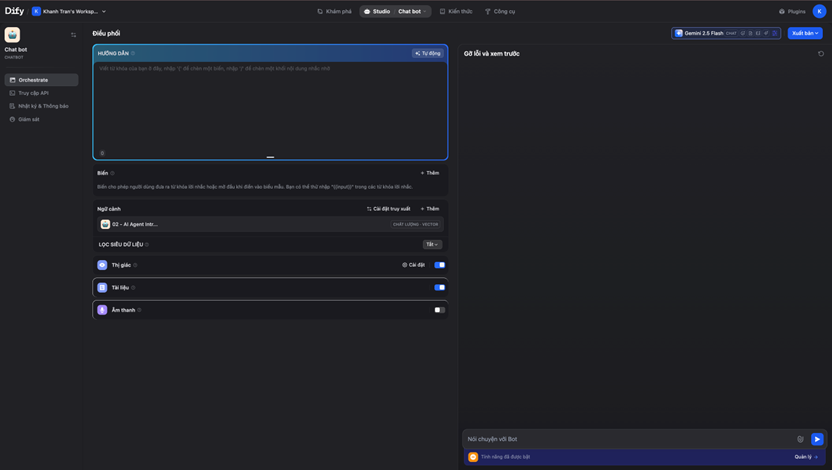 Dify
K Khanh Tran's Worksp...
Khám phá
Studio
Chat bot
Kiến thức
Công cụ
Plugins
K
Chat bot
CHATBOT
Orchestrate
Truy cập API
Nhật ký & Thông báo
Giám sát
Điều phối
Gemini 2.5 Flash CHAT
Xuất bản
HƯỚNG DẪN
Tự động
Viết từ khóa của bạn ở đây, nhập '{' để chèn một biến, nhập '/' để chèn một khối nội dung nhắc nhở
0
Biến
+ Thêm
Biến cho phép người dùng đưa ra từ khóa lời nhắc hoặc mở đầu khi điền vào biểu mẫu. Bạn có thể thử nhập "{{input}}" trong các từ khóa lời nhắc.
Ngữ cảnh
Cài đặt truy xuất
+ Thêm
02 - AI Agent Intr...
CHẤT LƯỢNG · VECTOR
LỌC SIÊU DỮ LIỆU
Tắt
Thị giác
Cài đặt
Tài liệu
Âm thanh
Gỡ lỗi và xem trước
Nói chuyện với Bot
Tính năng đã được bật
Quản lý